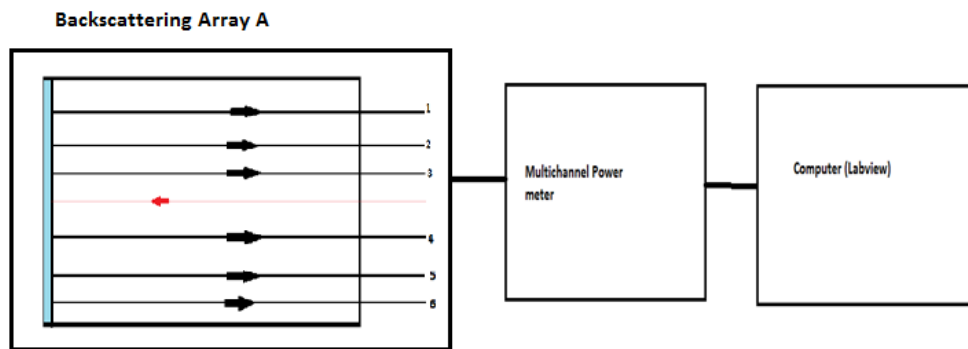 Backscattering Array A
1
2
3
4
5
6
Multichannel Power
meter
Computer (Labview)